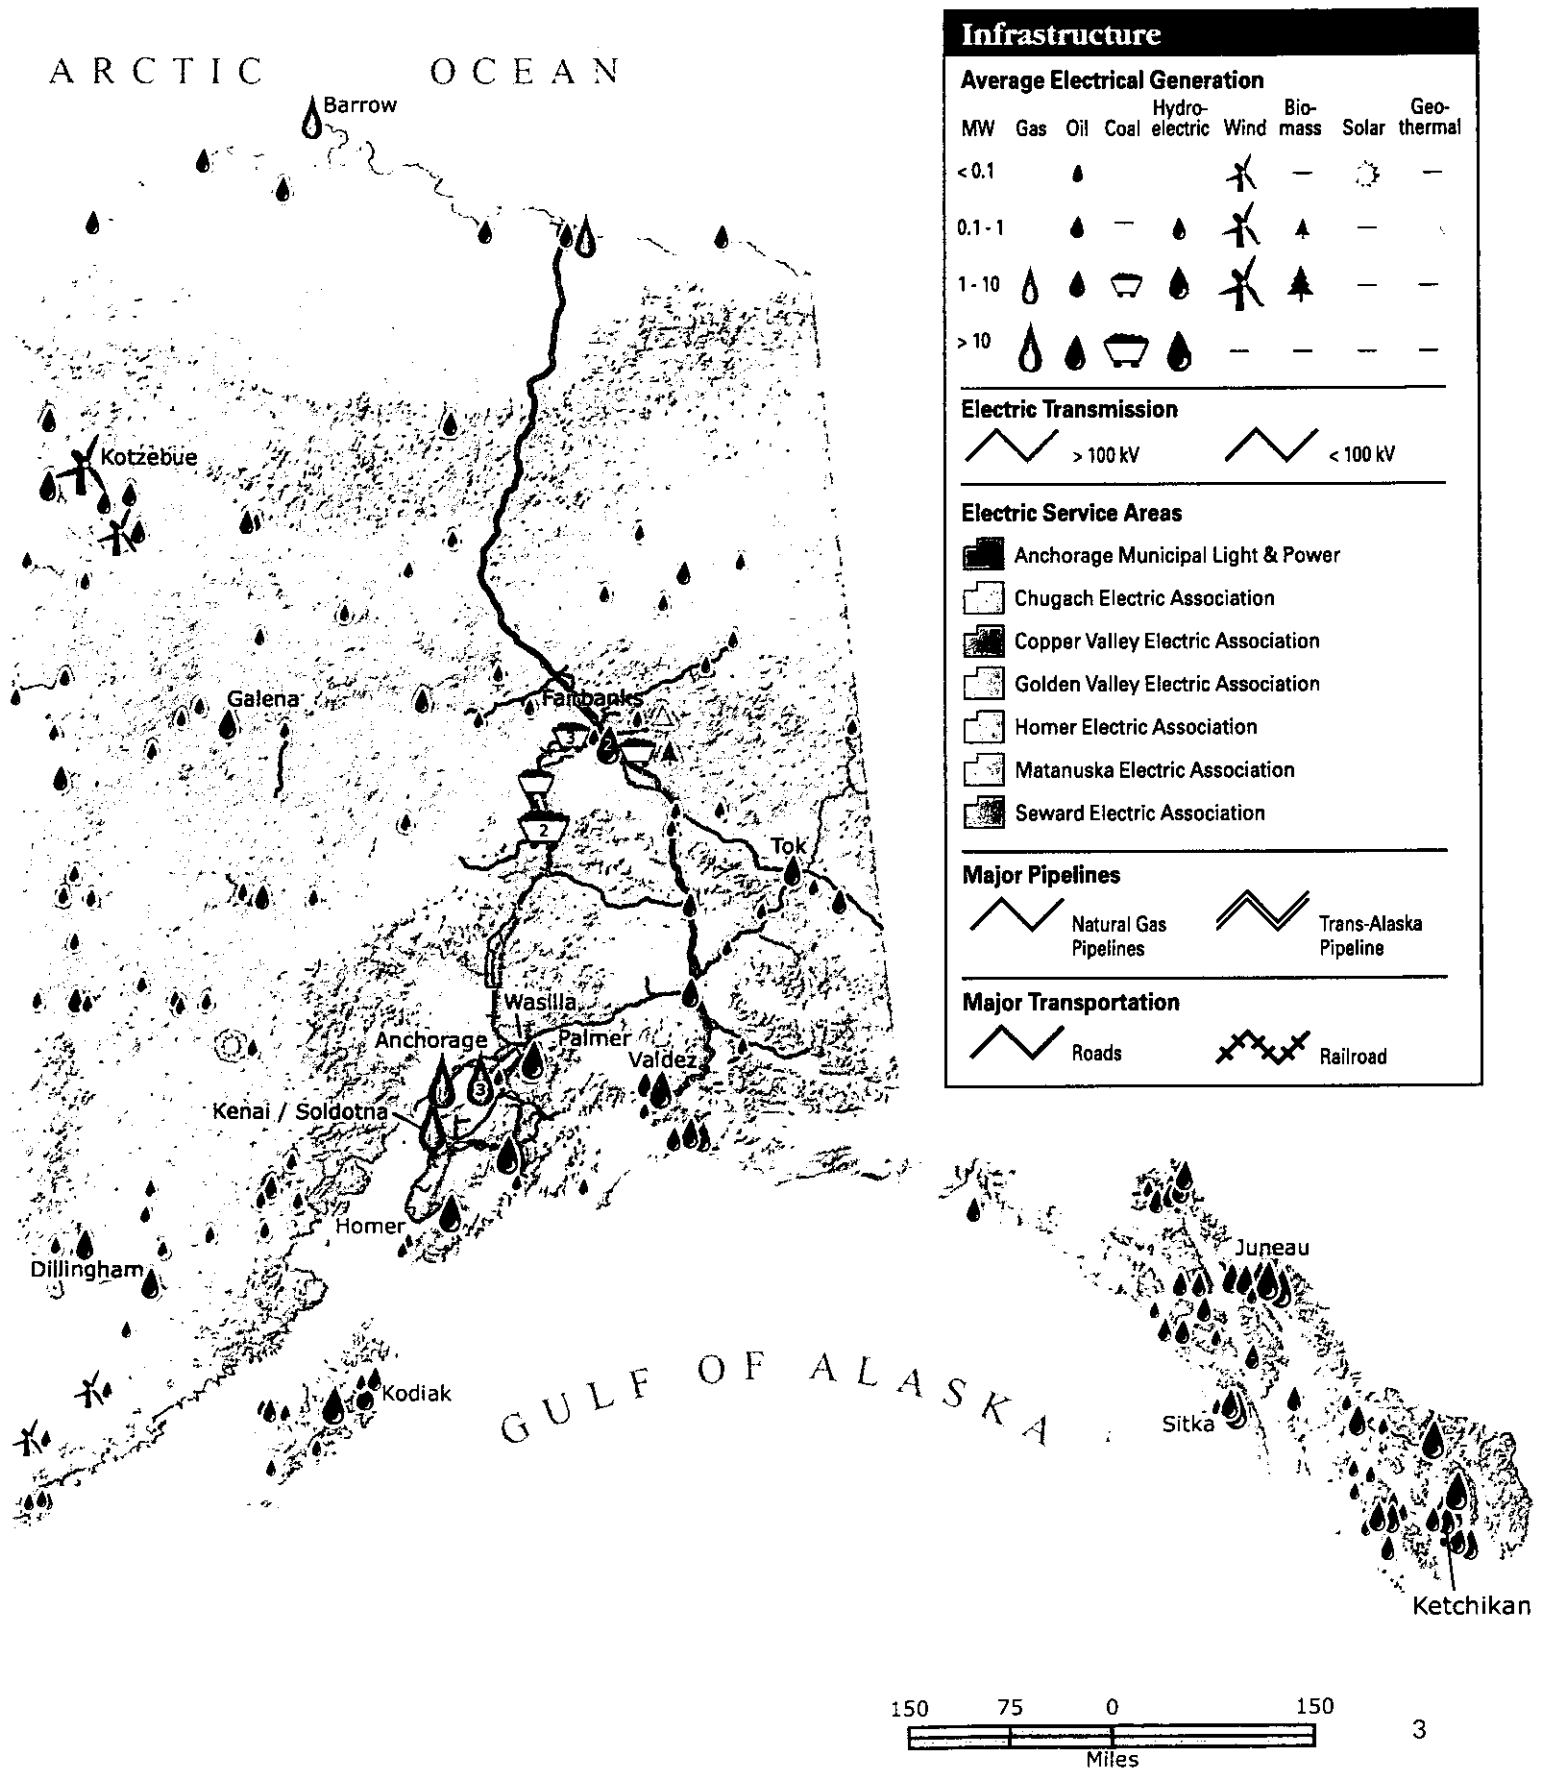 ARCTIC OCEAN
Barrow
Kotzebue
Galena
Fairbanks
3
2
2
Tok
Wasilla
Anchorage
Palmer
Valdez
3
Kenai / Soldotna
Homer
Dillingham
Kodiak
GULF OF ALASKA
Juneau
Sitka
Ketchikan
Infrastructure
Average Electrical Generation
MW Gas Oil Coal Hydro-electric Wind Bio-mass Solar Geo-thermal
< 0.1 — —
0.1 - 1 — —
1 - 10 — —
> 10 — — — —
Electric Transmission
> 100 kV < 100 kV
Electric Service Areas
Anchorage Municipal Light & Power
Chugach Electric Association
Copper Valley Electric Association
Golden Valley Electric Association
Homer Electric Association
Matanuska Electric Association
Seward Electric Association
Major Pipelines
Natural Gas Trans-Alaska
Pipelines Pipeline
Major Transportation
Roads Railroad
150 75 0 150
Miles
3